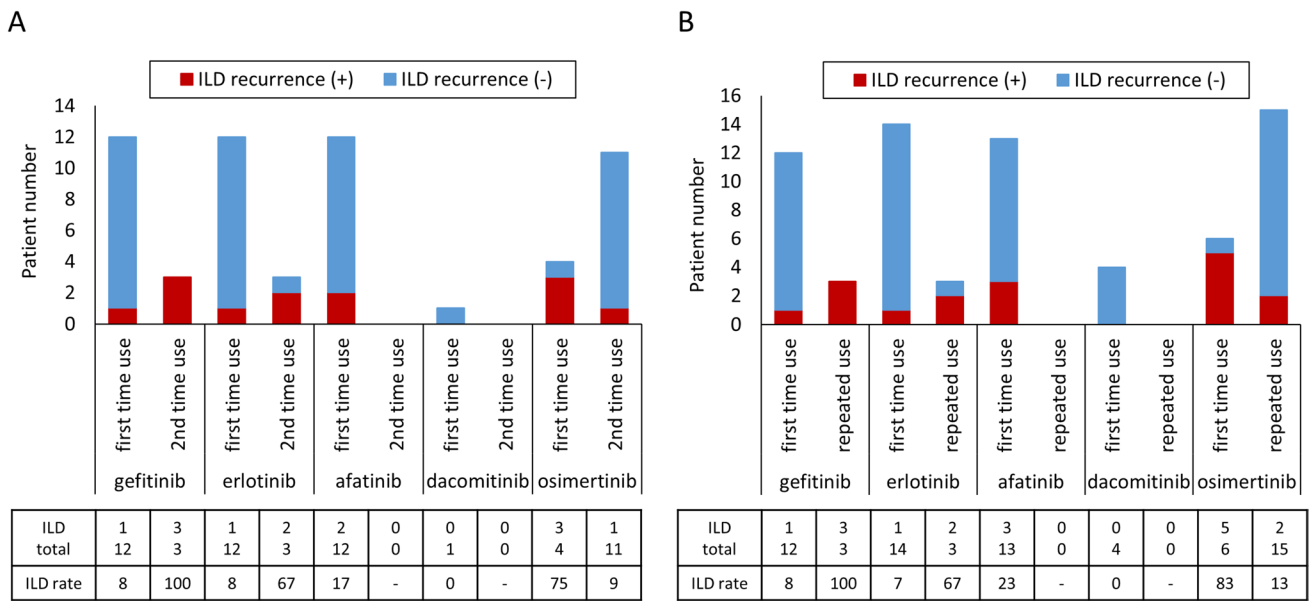 A
ILD recurrence (+) ILD recurrence (-)
14
12
10
8
6
4
2
0
Patient number
first time use 2nd time use first time use 2nd time use first time use 2nd time use first time use 2nd time use first time use 2nd time use
gefitinib erlotinib afatinib dacomitinib osimertinib
ILD 1 3 1 2 2 0 0 0 3 1
total 12 3 12 3 12 0 1 0 4 11
ILD rate 8 100 8 67 17 - 0 - 75 9
B
ILD recurrence (+) ILD recurrence (-)
16
14
12
10
8
6
4
2
0
Patient number
first time use repeated use first time use repeated use first time use repeated use first time use repeated use first time use repeated use
gefitinib erlotinib afatinib dacomitinib osimertinib
ILD 1 3 1 2 3 0 0 0 5 2
total 12 3 14 3 13 0 4 0 6 15
ILD rate 8 100 7 67 23 - 0 - 83 13